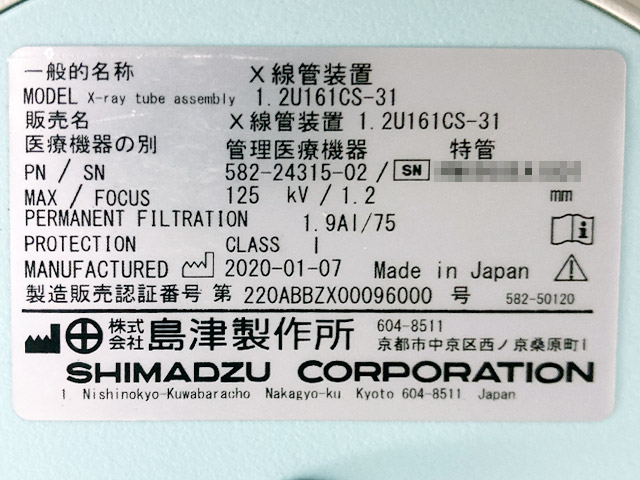 一般的名称 X線管装置
MODEL X-ray tube assembly 1.2U161CS-31
販売名 X線管装置 1.2U161CS-31
医療機器の別 管理医療機器 特管
PN / SN 582-24315-02 / SN
MAX / FOCUS 125 kV / 1.2 mm
PERMANENT FILTRATION 1.9Al/75
PROTECTION CLASS I
MANUFACTURED 2020-01-07 Made in Japan
製造販売認証番号 第 220ABBZX00096000 号 582-50120
株式会社 島津製作所 604-8511
京都市中京区西ノ京桑原町1
SHIMADZU CORPORATION
1 Nishinokyo-Kuwabaracho Nakagyo-ku Kyoto 604-8511 Japan